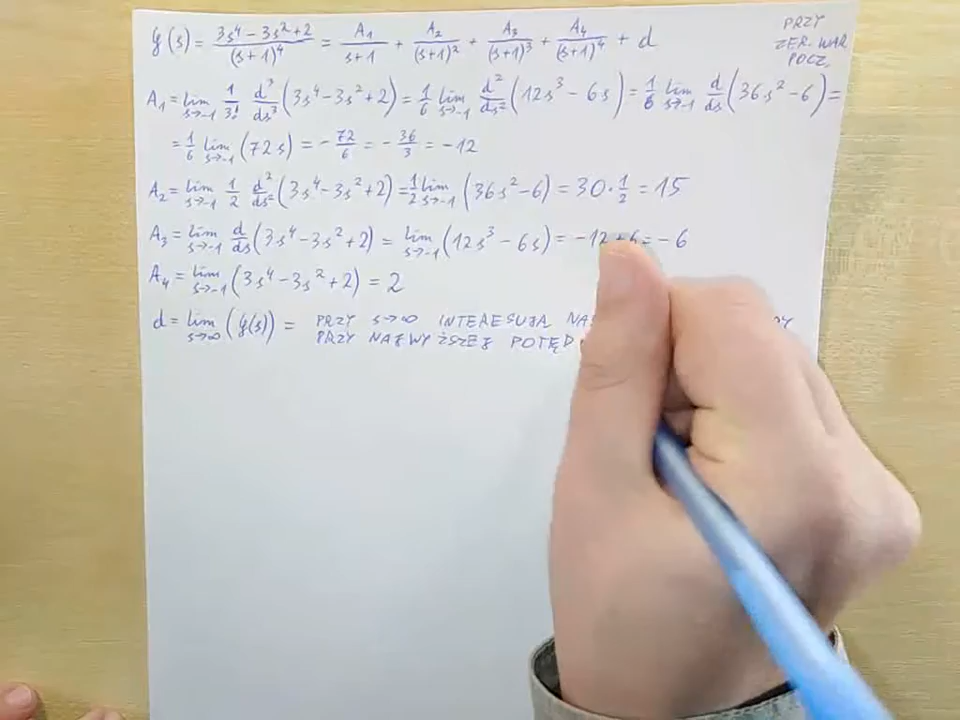 g(s) = (3s⁴ − 3s² + 2)/(s+1)⁴ = A₁/(s+1) + A₂/(s+1)² + A₃/(s+1)³ + A₄/(s+1)⁴ + d
PRZY
ZER. WAR
POCZ.
A₁ = lim s→−1 1/3! d³/ds³ (3s⁴ − 3s² + 2) = 1/6 lim s→−1 d²/ds² (12s³ − 6s) = 1/6 lim s→−1 d/ds (36s² − 6) =
= 1/6 lim s→−1 (72s) = − 72/6 = − 36/3 = −12
A₂ = lim s→−1 1/2 d²/ds² (3s⁴ − 3s² + 2) = 1/2 lim s→−1 (36s² − 6) = 30 · 1/2 = 15
A₃ = lim s→−1 d/ds (3s⁴ − 3s² + 2) = lim s→−1 (12s³ − 6s) = −12 + 6 = −6
A₄ = lim s→−1 (3s⁴ − 3s² + 2) = 2
d = lim s→∞ (g(s)) = PRZY s→∞ INTERESUJĄ
PRZY NAJWYŻSZEJ